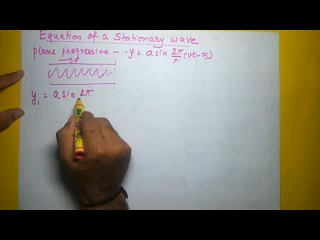 Equation of a Stationary wave
plane progressive - y = a sin 2π/λ (vt-x)
y₁ = a sin 2π